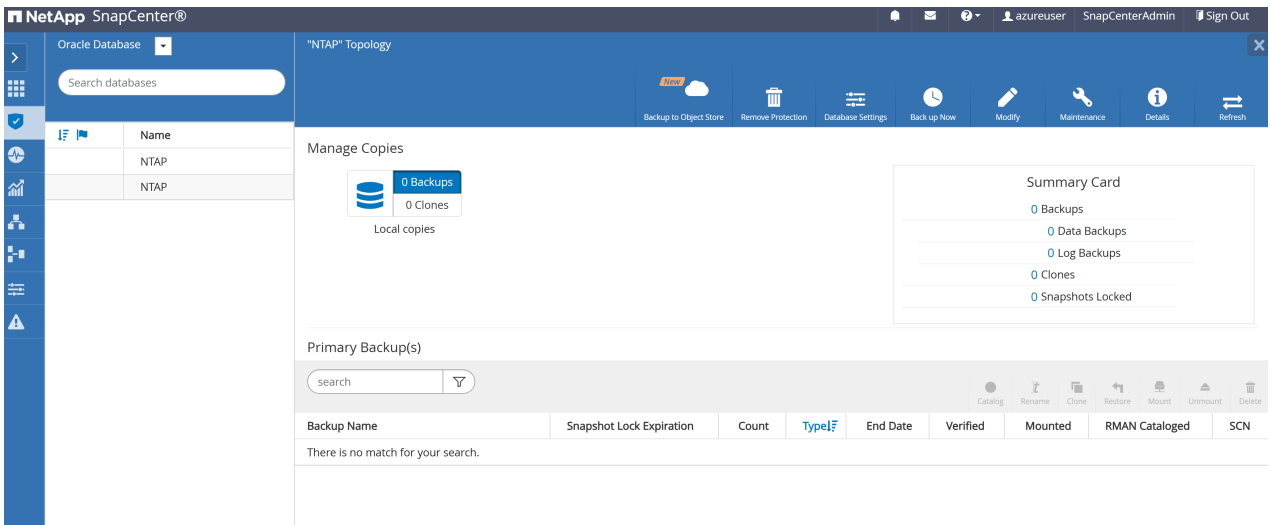 NetApp SnapCenter®
azureuser SnapCenterAdmin Sign Out
Oracle Database
"NTAP" Topology
Search databases
New
Backup to Object Store Remove Protection Database Settings Back up Now Modify Maintenance Details Refresh
Name
NTAP
NTAP
Manage Copies
0 Backups
0 Clones
Local copies
Summary Card
0 Backups
0 Data Backups
0 Log Backups
0 Clones
0 Snapshots Locked
Primary Backup(s)
search
Catalog Rename Clone Restore Mount Unmount Delete
Backup Name Snapshot Lock Expiration Count Type End Date Verified Mounted RMAN Cataloged SCN
There is no match for your search.